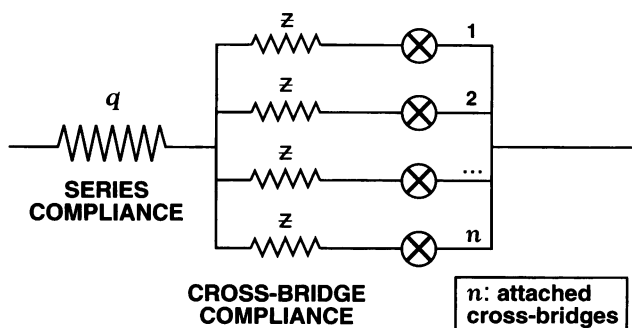 Ƶ
1
q
Ƶ
2
Ƶ
...
SERIES
COMPLIANCE
Ƶ
n
CROSS-BRIDGE
COMPLIANCE
n: attached
cross-bridges